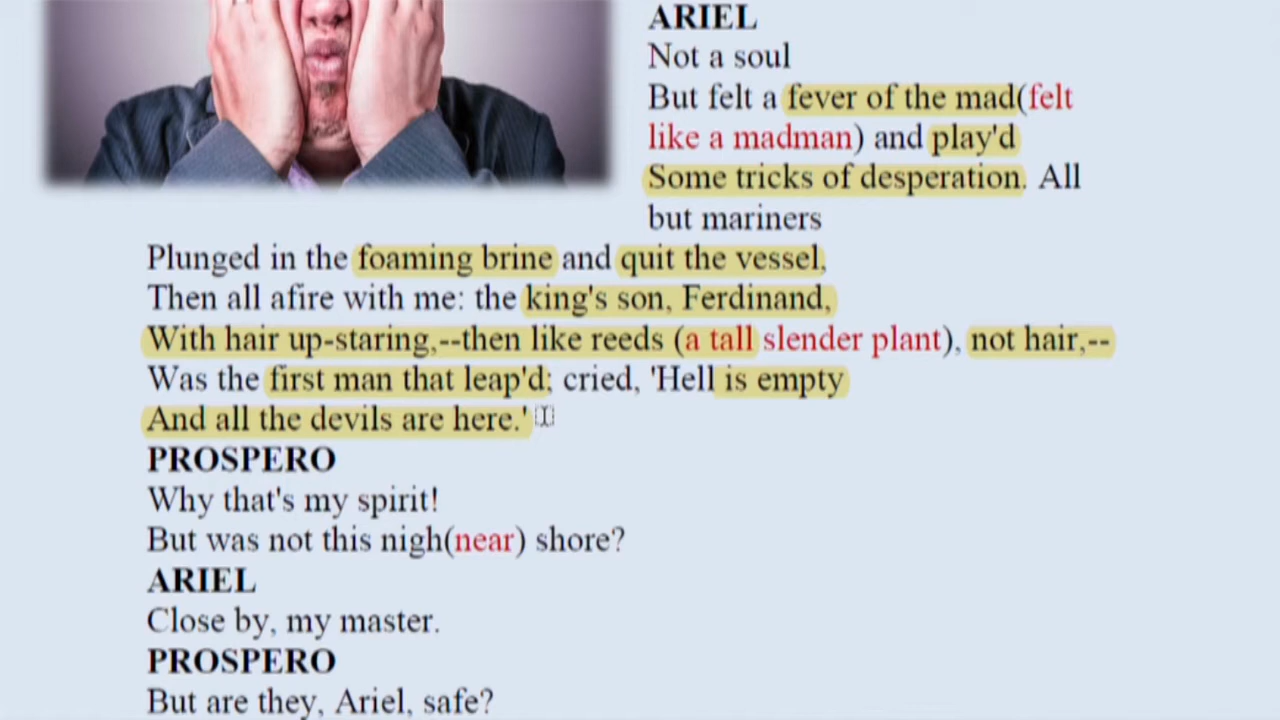 ARIEL
Not a soul
But felt a fever of the mad(felt
like a madman) and play'd
Some tricks of desperation. All
but mariners
Plunged in the foaming brine and quit the vessel,
Then all afire with me: the king's son, Ferdinand,
With hair up-staring,--then like reeds (a tall slender plant), not hair,--
Was the first man that leap'd; cried, 'Hell is empty
And all the devils are here.'
PROSPERO
Why that's my spirit!
But was not this nigh(near) shore?
ARIEL
Close by, my master.
PROSPERO
But are they, Ariel, safe?